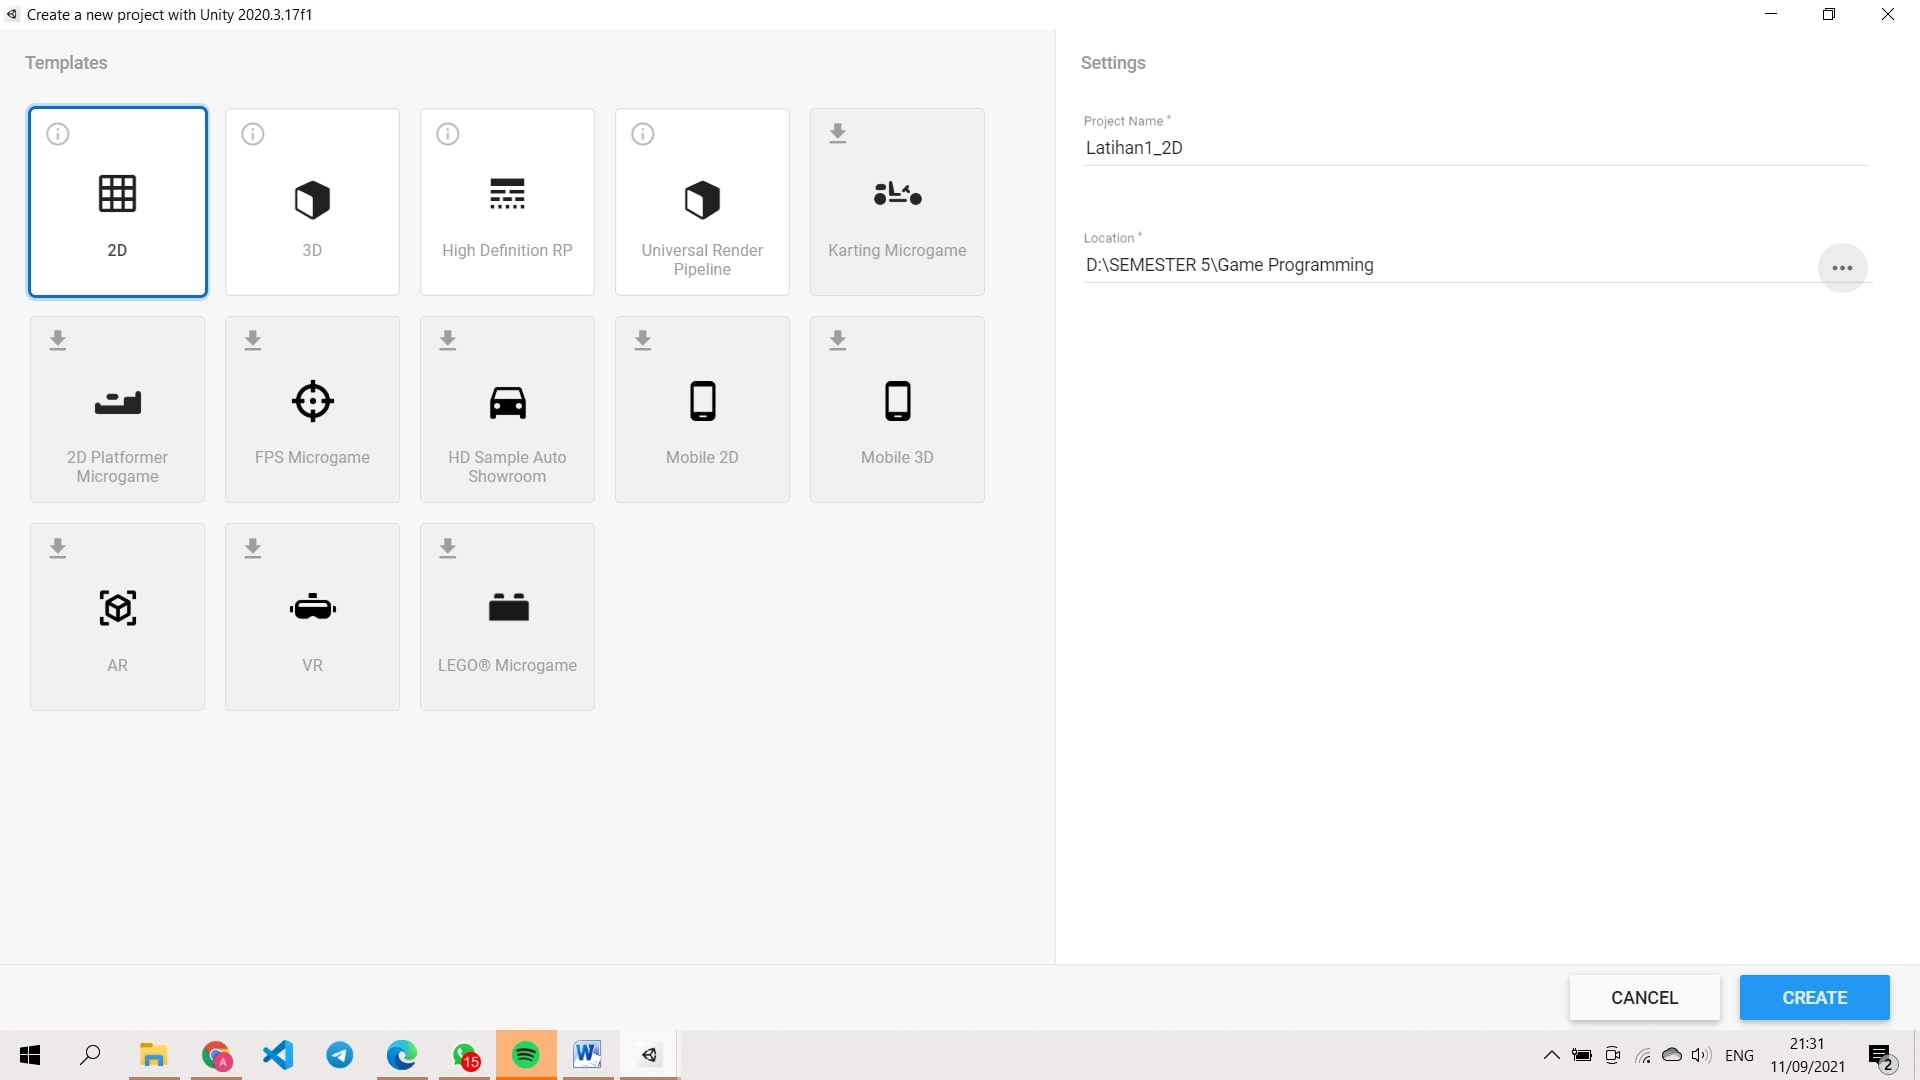 Create a new project with Unity 2020.3.17f1
Templates
2D
3D
High Definition RP
Universal Render
Pipeline
Karting Microgame
2D Platformer
Microgame
FPS Microgame
HD Sample Auto
Showroom
Mobile 2D
Mobile 3D
AR
VR
LEGO® Microgame
Settings
Project Name *
Latihan1_2D
Location *
D:\SEMESTER 5\Game Programming
CANCEL
CREATE
15
W
ENG
21:31
11/09/2021
2